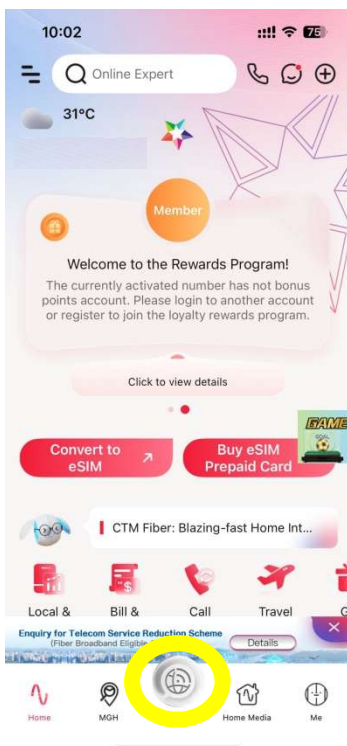 10:02
75
Online Expert
31°C
Member
Welcome to the Rewards Program!
The currently activated number has not bonus
points account. Please login to another account
or register to join the loyalty rewards program.
Click to view details
GAME
GOAL
Convert to
eSIM
Buy eSIM
Prepaid Card
CTM Fiber: Blazing-fast Home Int...
Local &
Bill &
Call
Travel
G
Enquiry for Telecom Service Reduction Scheme
(Fiber Broadband Eligible
Details
Home
MGH
Home Media
Me